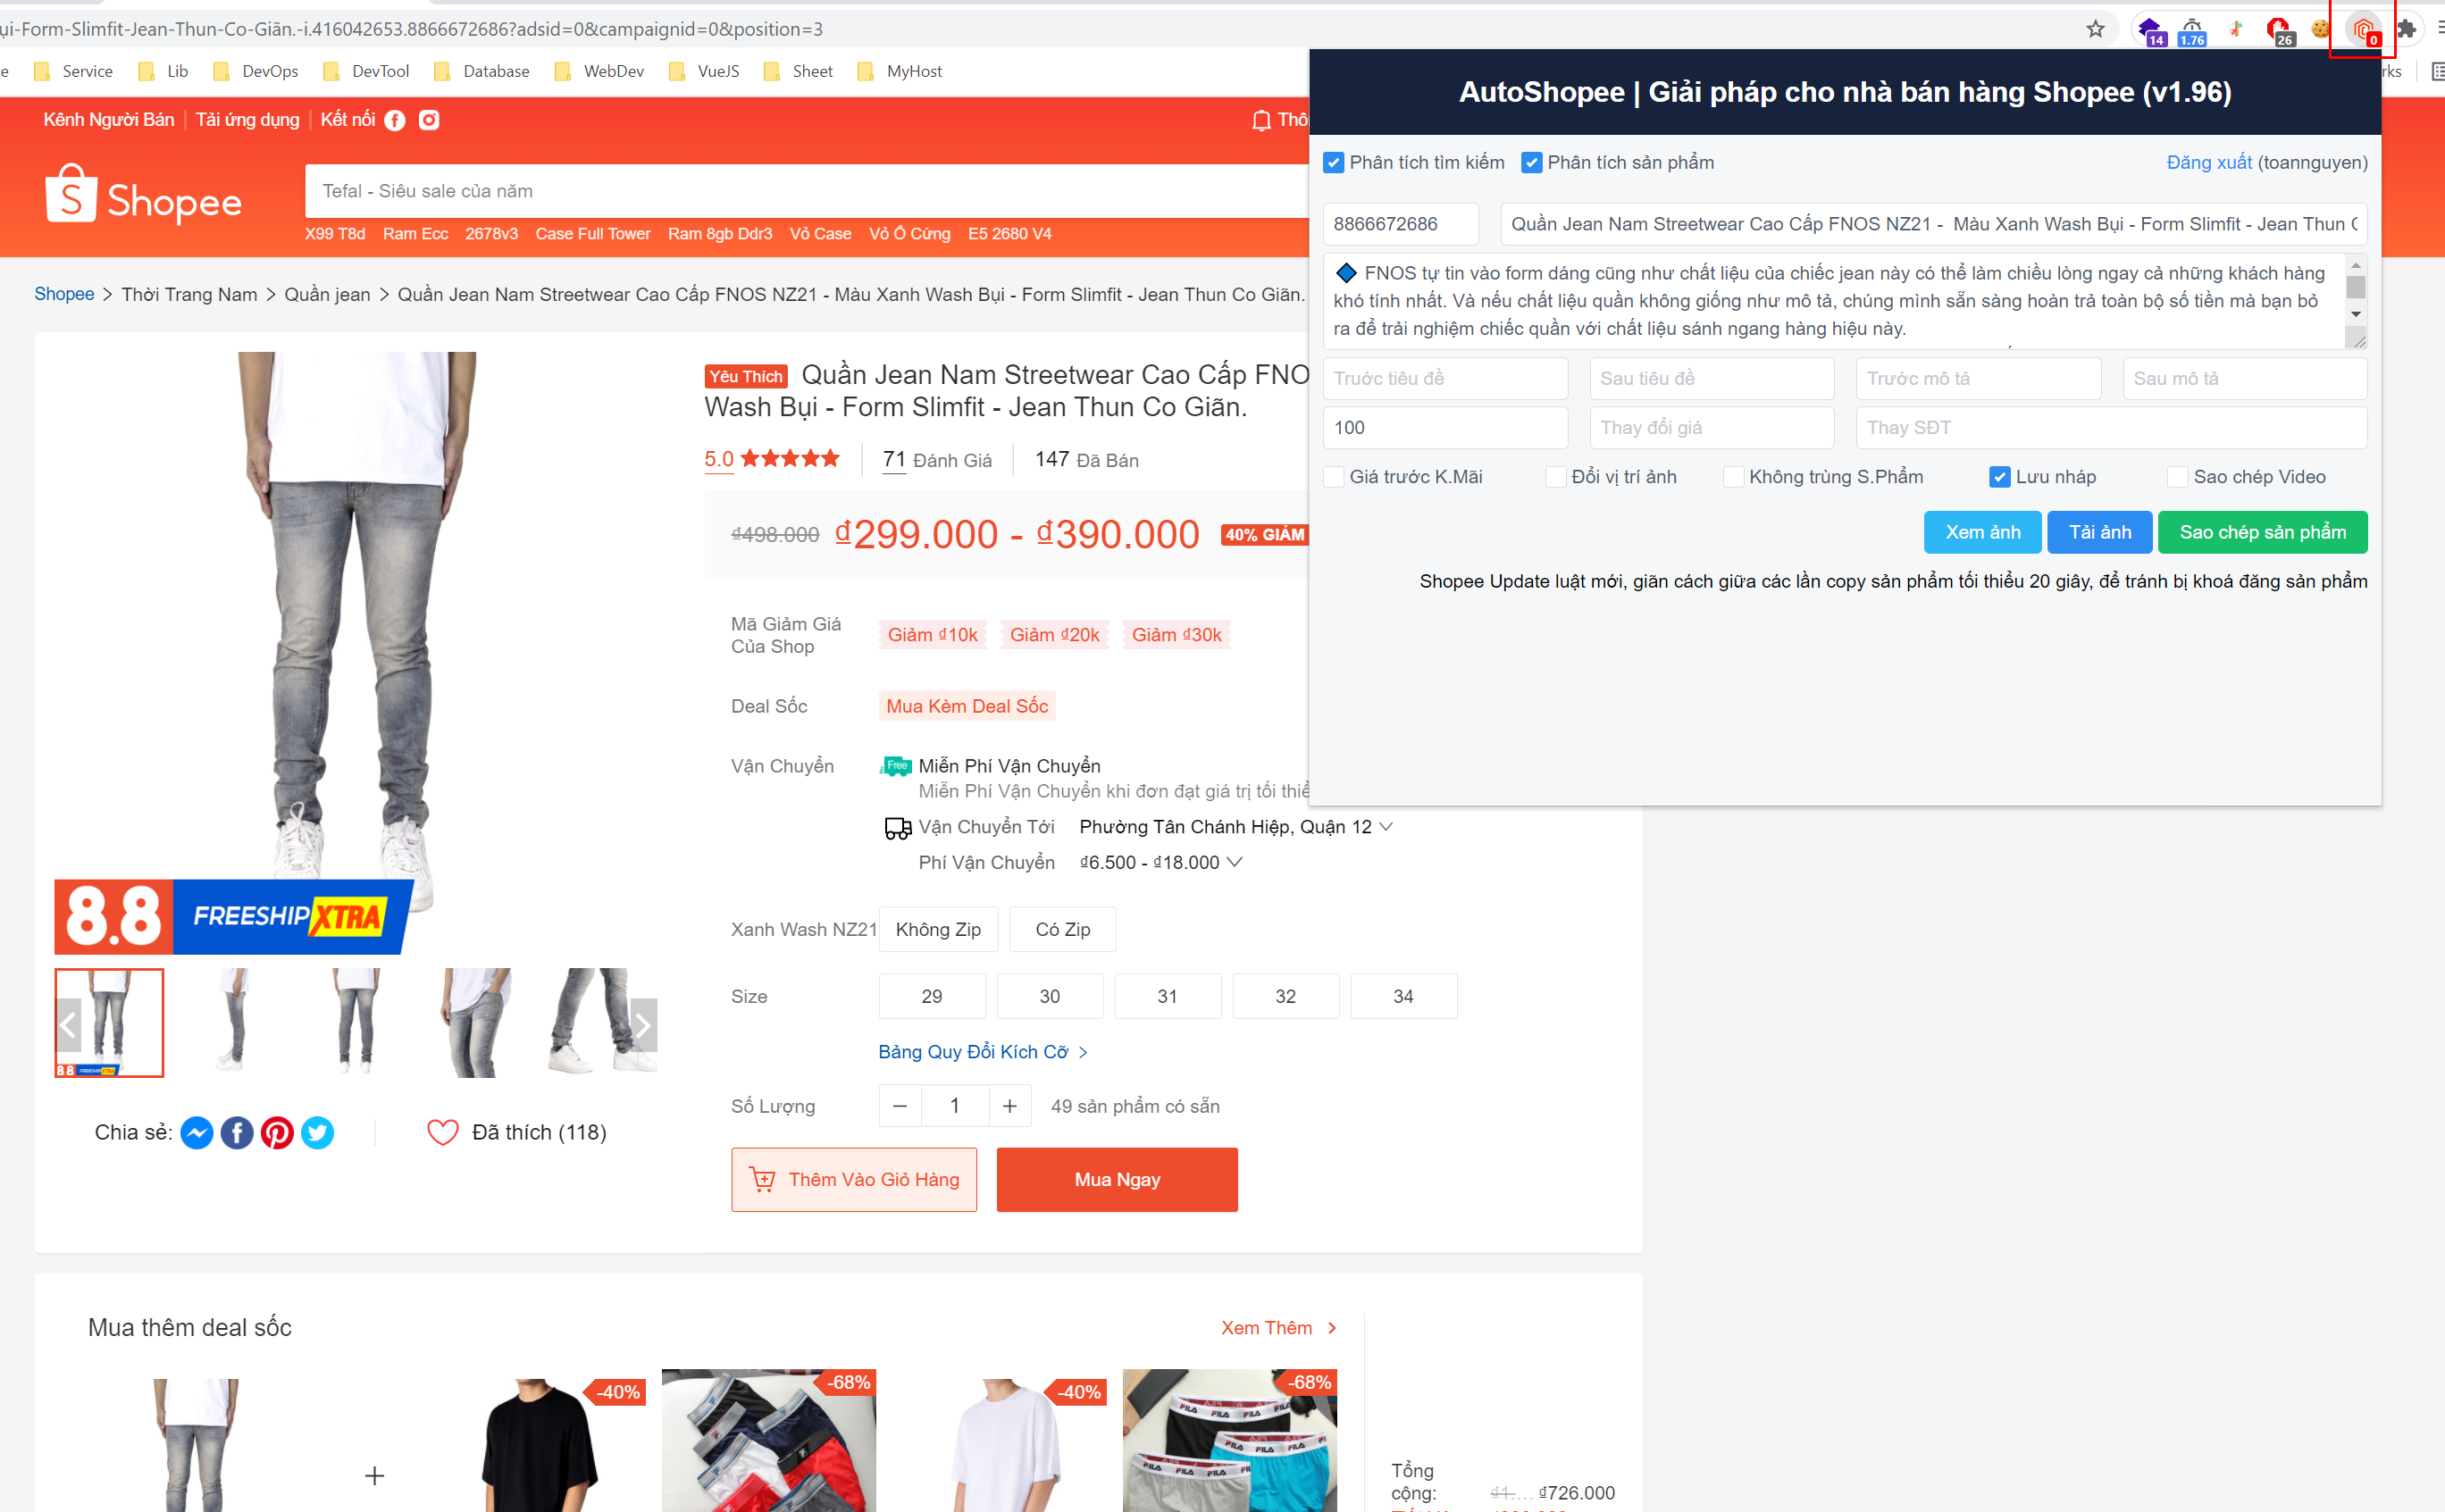 ụi-Form-Slimfit-Jean-Thun-Co-Giãn.-i.416042653.8866672686?adsid=0&campaignid=0&position=3
14 1.76 26 0
e Service Lib DevOps DevTool Database WebDev VueJS Sheet MyHost
rks
AutoShopee | Giải pháp cho nhà bán hàng Shopee (v1.96)
Phân tích tìm kiếm Phân tích sản phẩm Đăng xuất (toannguyen)
8866672686 Quần Jean Nam Streetwear Cao Cấp FNOS NZ21 - Màu Xanh Wash Bụi - Form Slimfit - Jean Thun C
FNOS tự tin vào form dáng cũng như chất liệu của chiếc jean này có thể làm chiều lòng ngay cả những khách hàng
khó tính nhất. Và nếu chất liệu quần không giống như mô tả, chúng mình sẵn sàng hoàn trả toàn bộ số tiền mà bạn bỏ
ra để trải nghiệm chiếc quần với chất liệu sánh ngang hàng hiệu này.
Trước tiêu đề Sau tiêu đề Trước mô tả Sau mô tả
100 Thay đổi giá Thay SĐT
Giá trước K.Mãi Đổi vị trí ảnh Không trùng S.Phẩm Lưu nháp Sao chép Video
Xem ảnh Tải ảnh Sao chép sản phẩm
Shopee Update luật mới, giãn cách giữa các lần copy sản phẩm tối thiểu 20 giây, để tránh bị khoá đăng sản phẩm
Kênh Người Bán Tải ứng dụng Kết nối
Thô
Shopee
Tefal - Siêu sale của năm
X99 T8d Ram Ecc 2678v3 Case Full Tower Ram 8gb Ddr3 Vỏ Case Vỏ Ổ Cứng E5 2680 V4
Shopee > Thời Trang Nam > Quần jean > Quần Jean Nam Streetwear Cao Cấp FNOS NZ21 - Màu Xanh Wash Bụi - Form Slimfit - Jean Thun Co Giãn.
Yêu Thích Quần Jean Nam Streetwear Cao Cấp FNO
Wash Bụi - Form Slimfit - Jean Thun Co Giãn.
5.0 71 Đánh Giá 147 Đã Bán
₫498.000 ₫299.000 - ₫390.000 40% GIẢM
Mã Giảm Giá
Của Shop
Giảm ₫10k Giảm ₫20k Giảm ₫30k
Deal Sốc Mua Kèm Deal Sốc
Vận Chuyển Free Miễn Phí Vận Chuyển
Miễn Phí Vận Chuyển khi đơn đạt giá trị tối thiể
Vận Chuyển Tới Phường Tân Chánh Hiệp, Quận 12
Phí Vận Chuyển ₫6.500 - ₫18.000
Xanh Wash NZ21 Không Zip Có Zip
Size 29 30 31 32 34
Bảng Quy Đổi Kích Cỡ >
Số Lượng − 1 + 49 sản phẩm có sẵn
Thêm Vào Giỏ Hàng Mua Ngay
8.8 FREESHIP XTRA
8.8 FREESHIP XTRA
Chia sẻ: Đã thích (118)
Mua thêm deal sốc Xem Thêm >
-40% -68% -40% -68%
+
FILA FILA FILA
FILA FILA
FILA FILA FILA
Tổng
cộng: ₫1.... ₫726.000